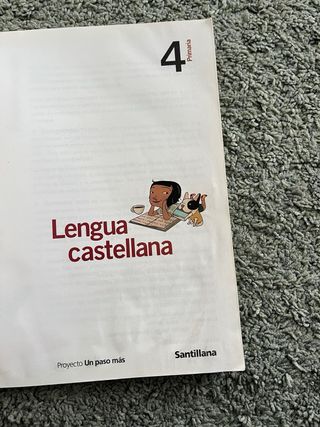 4
Primaria
Lengua
castellana
Proyecto Un paso más
Santillana